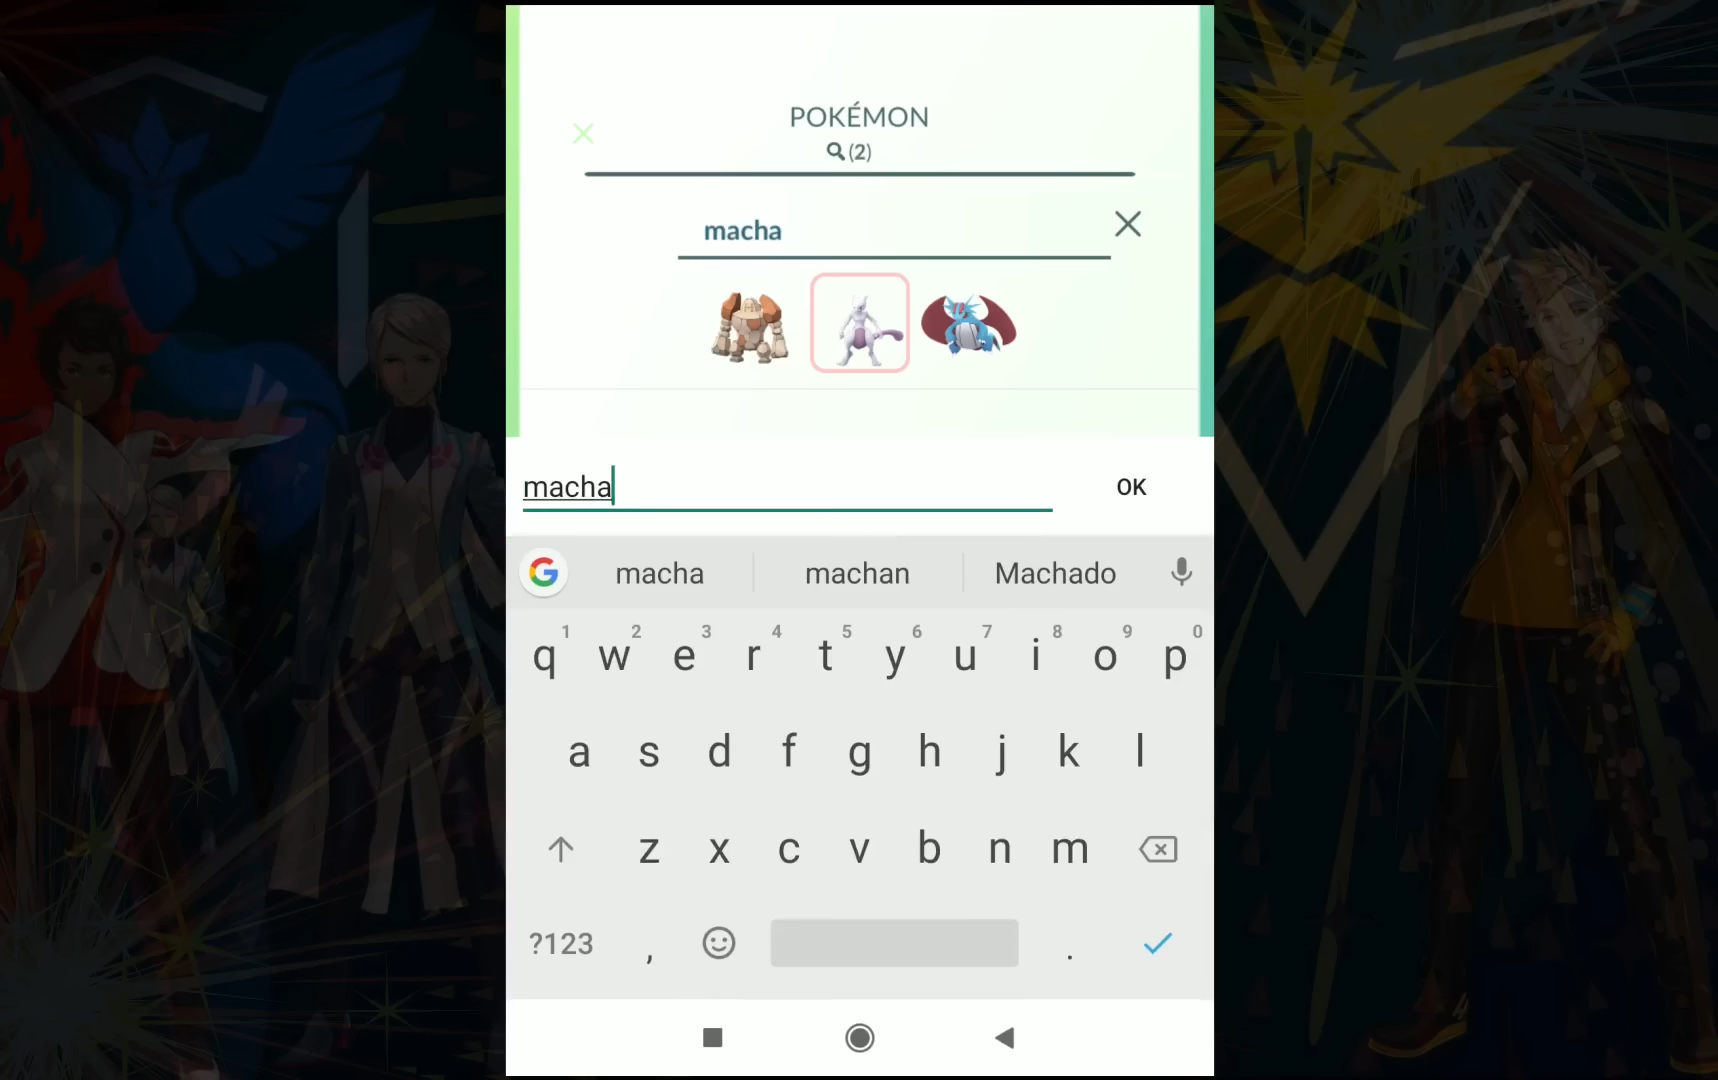 POKÉMON
(2)
macha
macha
OK
macha machan Machado
1 2 3 4 5 6 7 8 9 0
q w e r t y u i o p
a s d f g h j k l
z x c v b n m
?123 , .